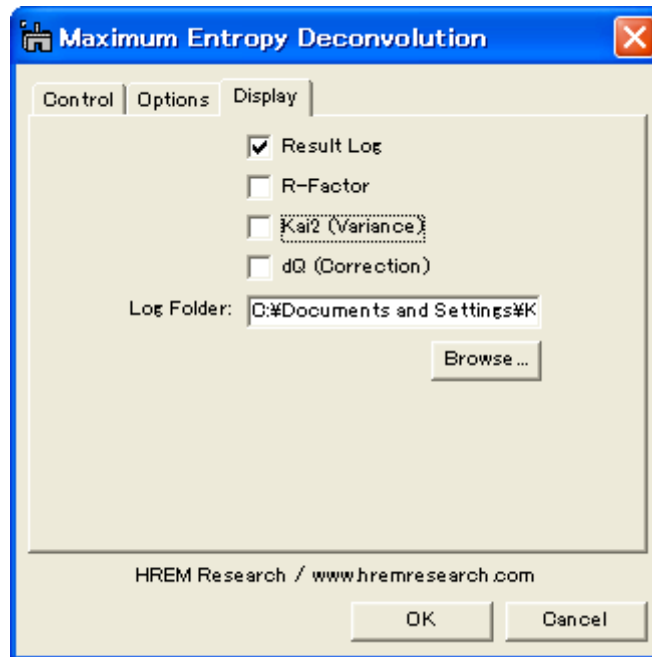 Maximum Entropy Deconvolution
Control Options Display
Result Log
R-Factor
Kai2 (Variance)
dQ (Correction)
Log Folder: C:¥Documents and Settings¥K
Browse...
HREM Research / www.hremresearch.com
OK Cancel